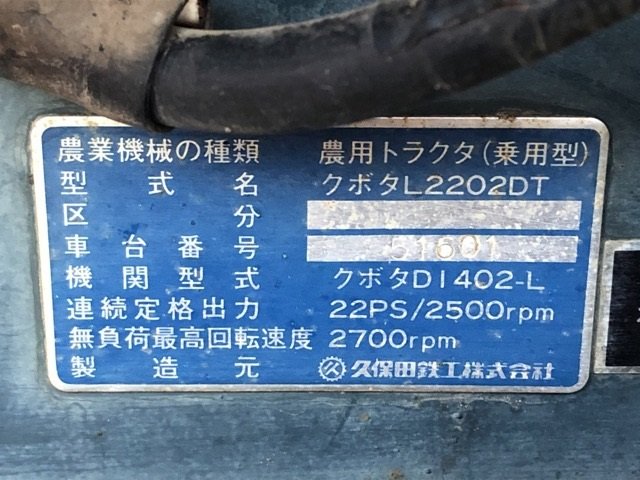 農業機械の種類 農用トラクタ(乗用型)
型式名 クボタL2202DT
区分
車台番号 51601
機関型式 クボタD1402-L
連続定格出力 22PS/2500rpm
無負荷最高回転速度 2700rpm
製造元 久保田鉄工株式会社